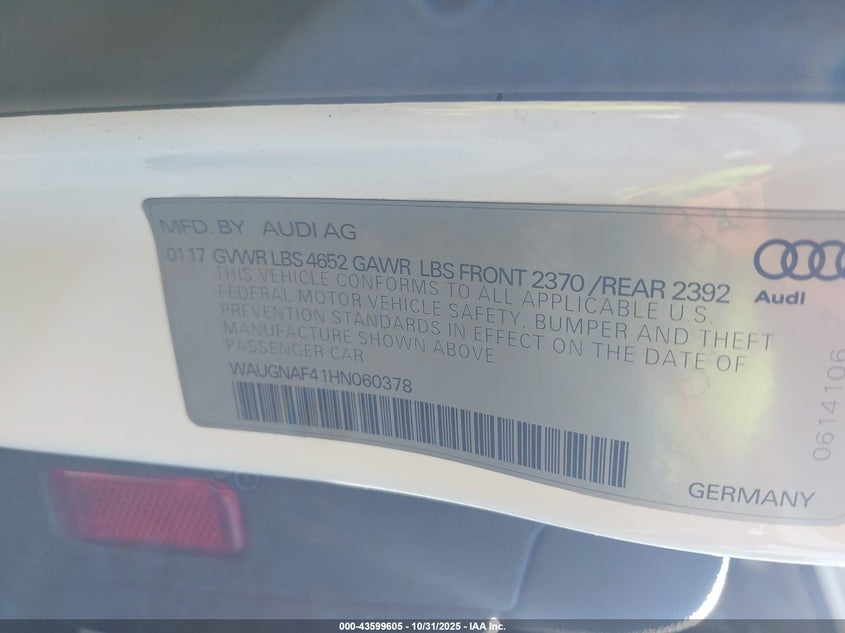 MFD. BY AUDI AG
01 17 GVWR LBS 4652 GAWR LBS FRONT 2370 /REAR 2392
THIS VEHICLE CONFORMS TO ALL APPLICABLE U.S
FEDERAL MOTOR VEHICLE SAFETY, BUMPER AND THEFT
PREVENTION STANDARDS IN EFFECT ON THE DATE OF
MANUFACTURE SHOWN ABOVE
PASSENGER CAR
WAUGNAF41HN060378
Audi
0614106
GERMANY
000-43599605 - 10/31/2025 - IAA Inc.